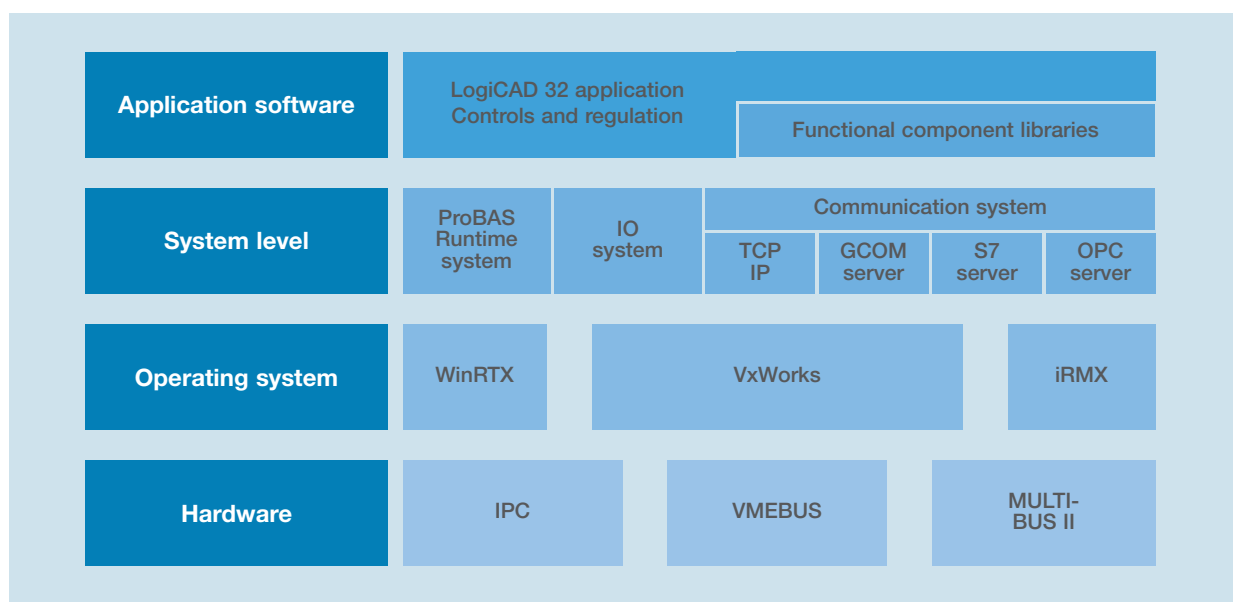 Application software
LogiCAD 32 application
Controls and regulation
Functional component libraries
System level
ProBAS
Runtime
system
IO
system
Communication system
TCP
IP
GCOM
server
S7
server
OPC
server
Operating system
WinRTX
VxWorks
iRMX
Hardware
IPC
VMEBUS
MULTI-
BUS II